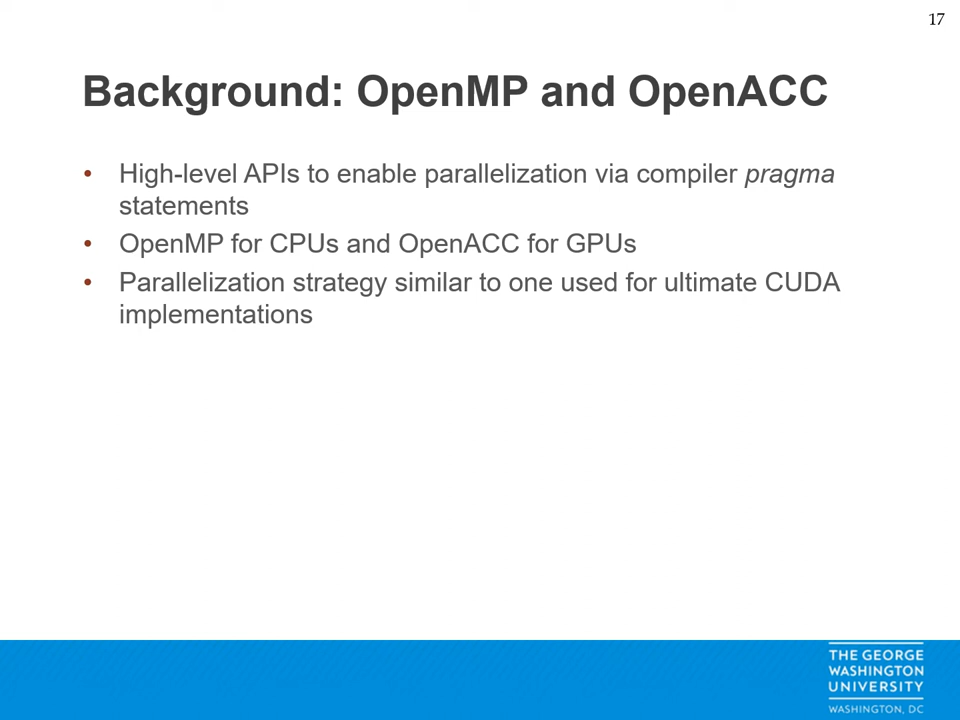 17
Background: OpenMP and OpenACC
• High-level APIs to enable parallelization via compiler pragma
statements
• OpenMP for CPUs and OpenACC for GPUs
• Parallelization strategy similar to one used for ultimate CUDA
implementations
THE GEORGE
WASHINGTON
UNIVERSITY
WASHINGTON, DC